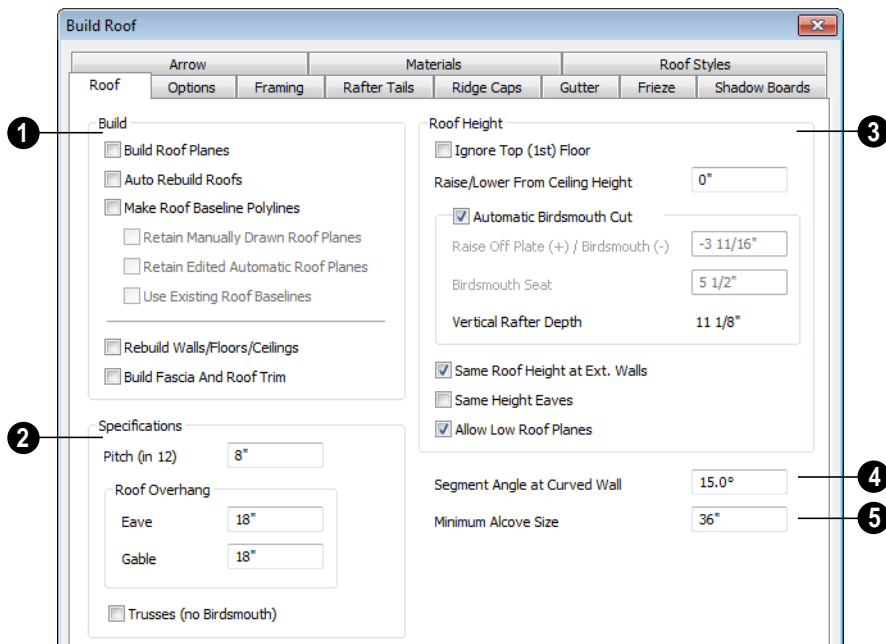 Build Roof
Arrow Materials Roof Styles
Roof Options Framing Rafter Tails Ridge Caps Gutter Frieze Shadow Boards
1
Build
Build Roof Planes
Auto Rebuild Roofs
Make Roof Baseline Polylines
Retain Manually Drawn Roof Planes
Retain Edited Automatic Roof Planes
Use Existing Roof Baselines
Rebuild Walls/Floors/Ceilings
Build Fascia And Roof Trim
2
Specifications
Pitch (in 12) 8"
Roof Overhang
Eave 18"
Gable 18"
Trusses (no Birdsmouth)
3
Roof Height
Ignore Top (1st) Floor
Raise/Lower From Ceiling Height 0"
Automatic Birdsmouth Cut
Raise Off Plate (+) / Birdsmouth (-) -3 11/16"
Birdsmouth Seat 5 1/2"
Vertical Rafter Depth 11 1/8"
Same Roof Height at Ext. Walls
Same Height Eaves
Allow Low Roof Planes
Segment Angle at Curved Wall 15.0° 4
Minimum Alcove Size 36" 5